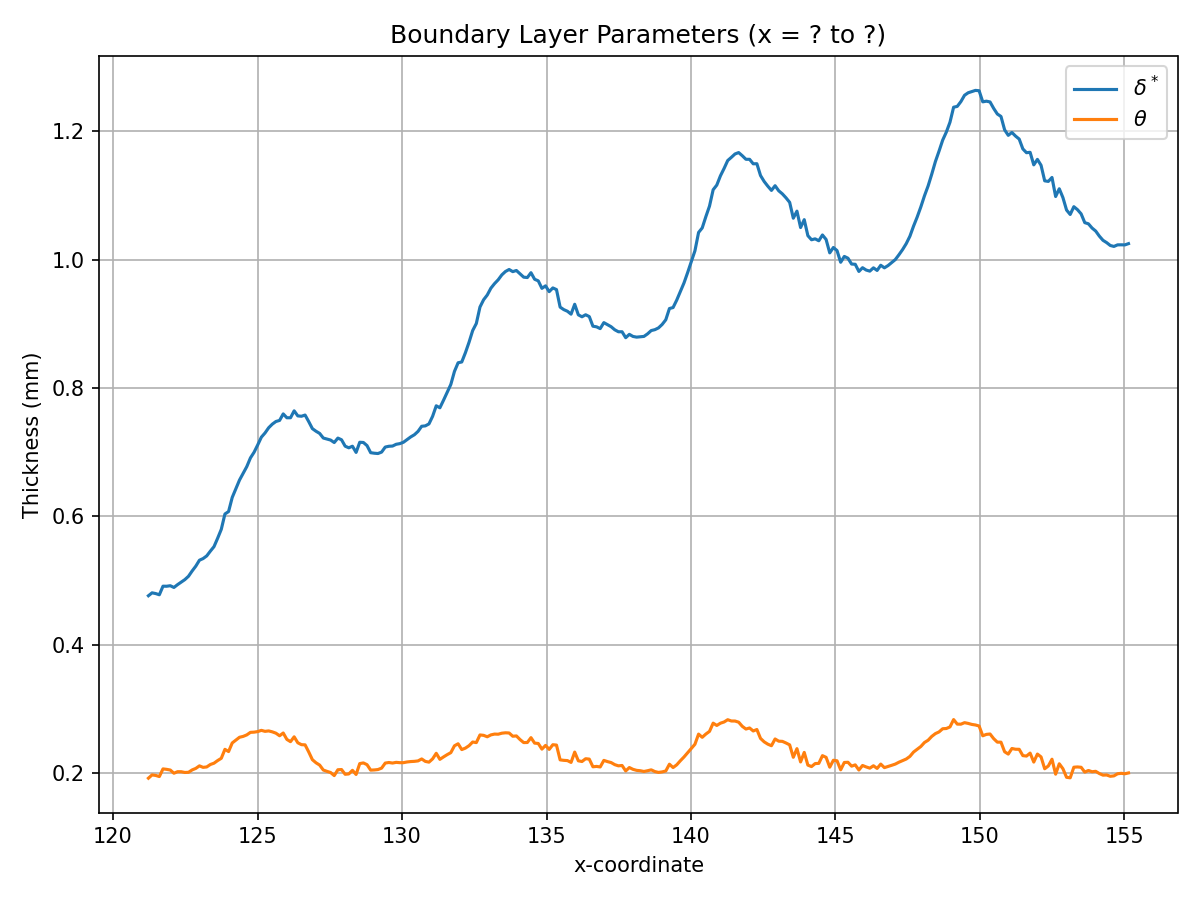 Boundary Layer Parameters (x = ? to ?)
δ*
θ
Thickness (mm)
1.2
1.0
0.8
0.6
0.4
0.2
120 125 130 135 140 145 150 155
x-coordinate